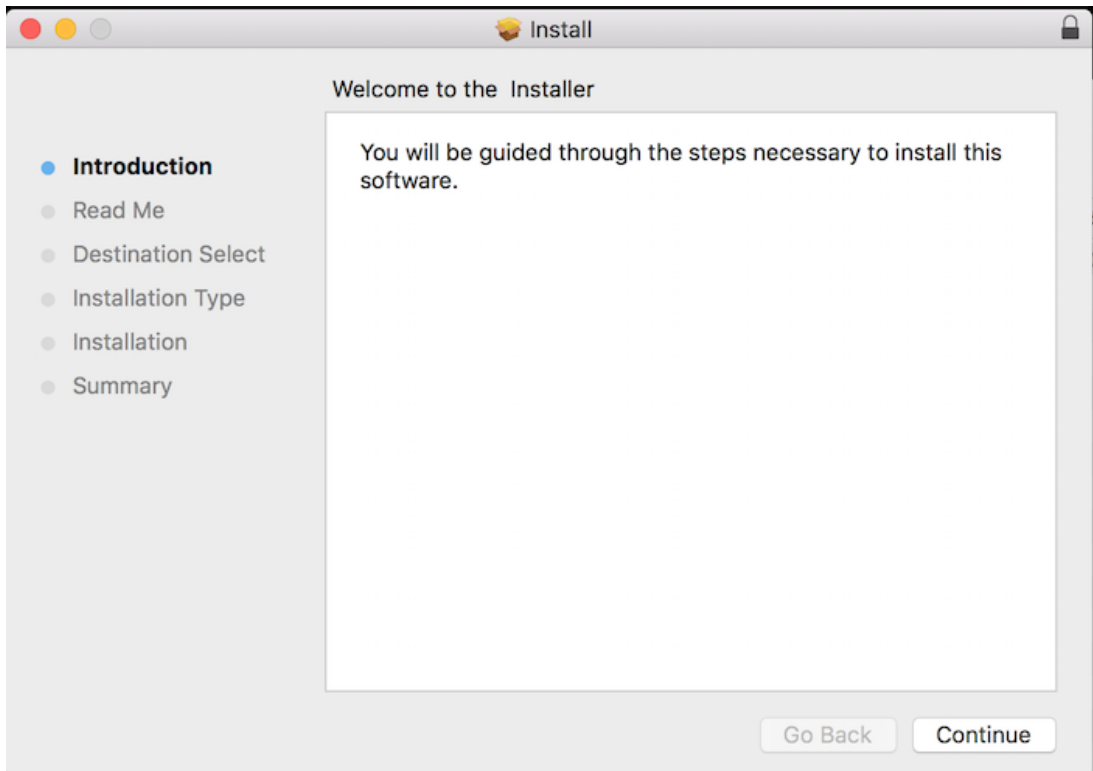 Install
Welcome to the  Installer
Introduction
Read Me
Destination Select
Installation Type
Installation
Summary
You will be guided through the steps necessary to install this
software.
Go Back
Continue